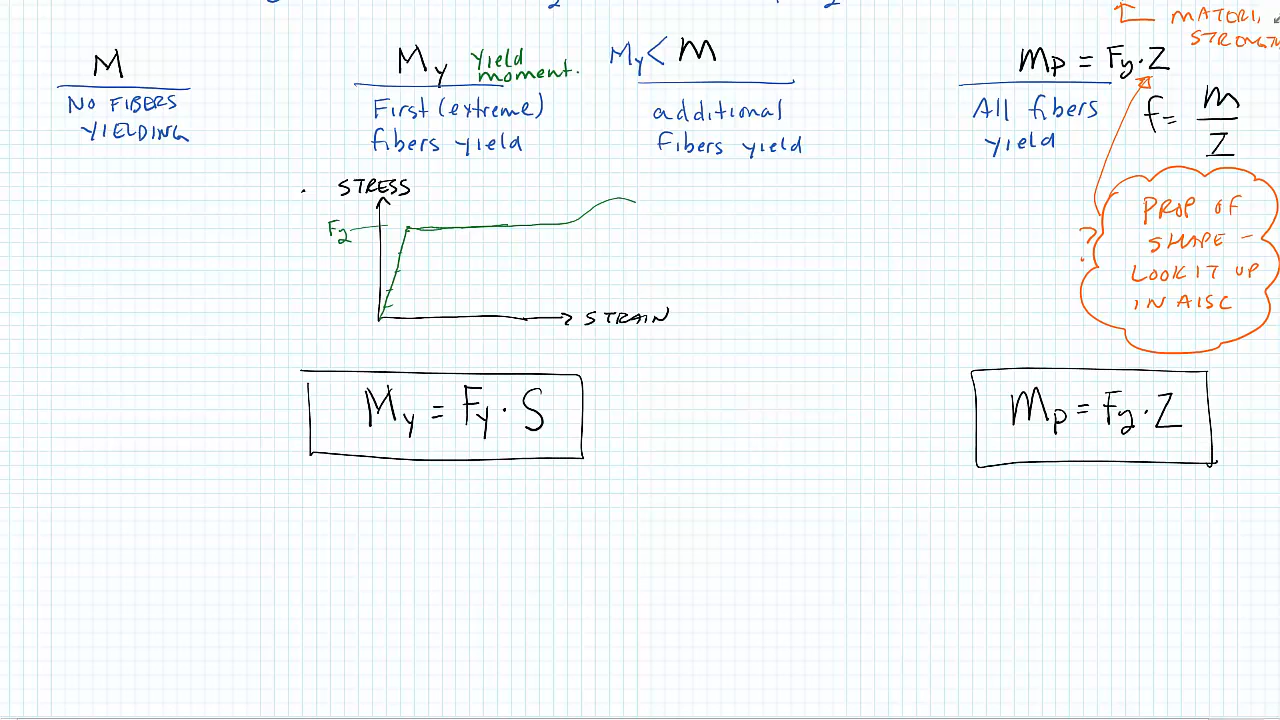 M
NO FIBERS
YIELDING
My Yield
moment.
First (extreme)
fibers yield
My < m
additional
Fibers yield
mp = Fy · Z
All fibers
yield
f = m
Z
STRENGTH
PROP OF
SHAPE -
LOOK IT UP
IN AISC
?
STRESS
Fy
STRAIN
My = Fy · S
mp = Fy · Z